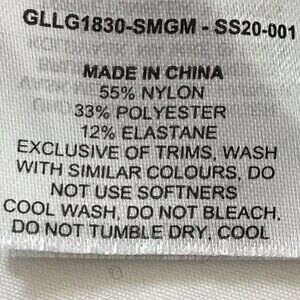 GLLG1830-SMGM - SS20-001
MADE IN CHINA
55% NYLON
33% POLYESTER
12% ELASTANE
EXCLUSIVE OF TRIMS, WASH
WITH SIMILAR COLOURS, DO
NOT USE SOFTNERS
COOL WASH, DO NOT BLEACH,
DO NOT TUMBLE DRY, COOL